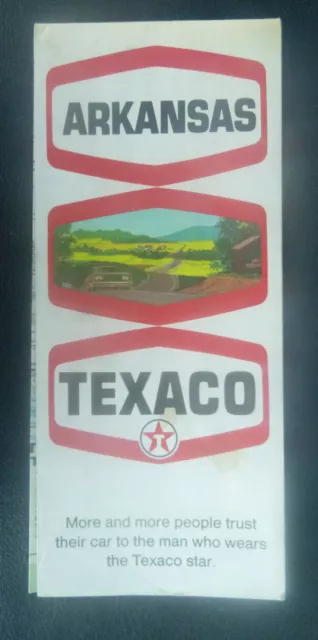 ARKANSAS
TEXACO
T
More and more people trust
their car to the man who wears
the Texaco star.